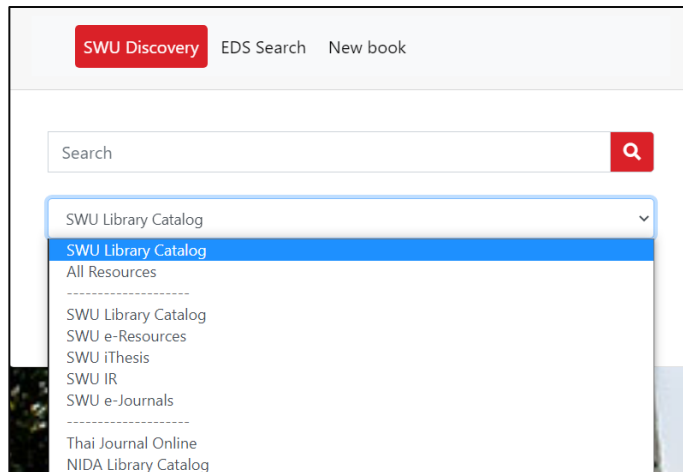 SWU Discovery EDS Search New book
Search
SWU Library Catalog
SWU Library Catalog
All Resources
--------------------
SWU Library Catalog
SWU e-Resources
SWU iThesis
SWU IR
SWU e-Journals
--------------------
Thai Journal Online
NIDA Library Catalog